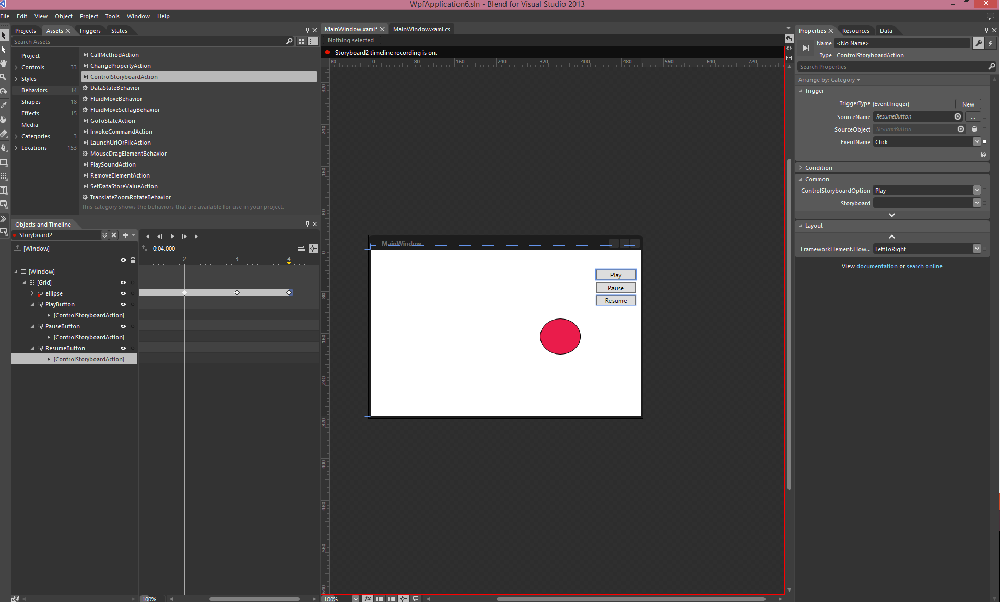 WpfApplication6.sln - Blend for Visual Studio 2013
File Edit View Object Project Tools Window Help
Projects Assets Triggers States
Search Assets
Project
Controls 33
Styles
Behaviors 14
Shapes 18
Effects 15
Media
Categories 3
Locations 153
CallMethodAction
ChangePropertyAction
ControlStoryboardAction
DataStateBehavior
FluidMoveBehavior
FluidMoveSetTagBehavior
GoToStateAction
InvokeCommandAction
LaunchUriOrFileAction
MouseDragElementBehavior
PlaySoundAction
RemoveElementAction
SetDataStoreValueAction
TranslateZoomRotateBehavior
This category shows the behaviors that are available for use in your project.
Objects and Timeline
Storyboard2
[Window] 0:04.000
2 3 4
[Window]
[Grid]
ellipse
PlayButton
[ControlStoryboardAction]
PauseButton
[ControlStoryboardAction]
ResumeButton
[ControlStoryboardAction]
100%
MainWindow.xaml* MainWindow.xaml.cs
Nothing selected
Storyboard2 timeline recording is on.
80 0 80 160 240 320 400 480 560 640 720
320
240
160
80
0
80
160
240
320
400
480
560
640
MainWindow
Play
Pause
Resume
100% fx
Properties Resources Data
Name <No Name>
Type ControlStoryboardAction
Search Properties
Arrange by: Category
Trigger
TriggerType (EventTrigger) New
SourceName ResumeButton ...
SourceObject ResumeButton
EventName Click
Condition
Common
ControlStoryboardOption Play
Storyboard
Layout
FrameworkElement.Flow... LeftToRight
View documentation or search online